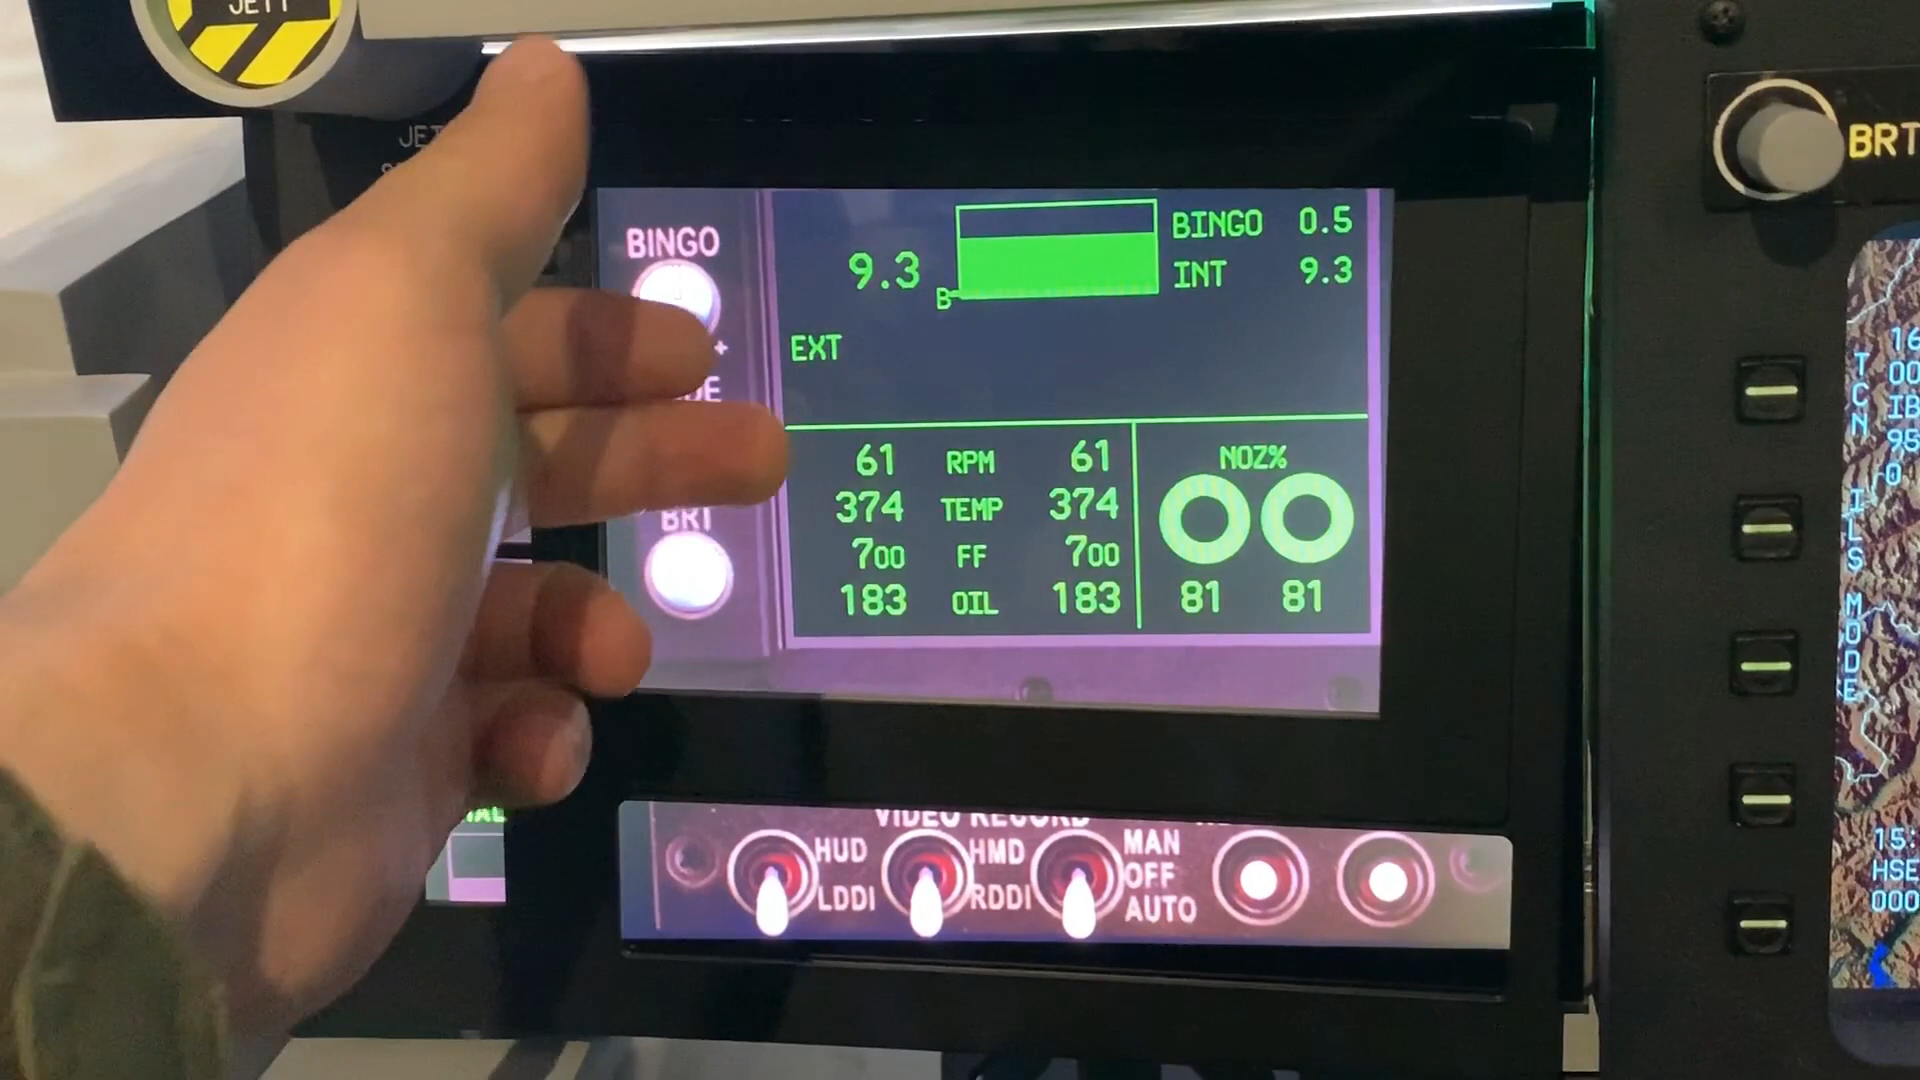 JETT
BRT
BINGO
9.3
B
BINGO 0.5
INT 9.3
EXT
61 RPM 61
374 TEMP 374
700 FF 700
183 OIL 183
NOZ%
81 81
BRT
VIDEO RECORD
HUD
LDDI
HMD
RDDI
MAN
OFF
AUTO
TCN
ILS
MODE
HSE
000